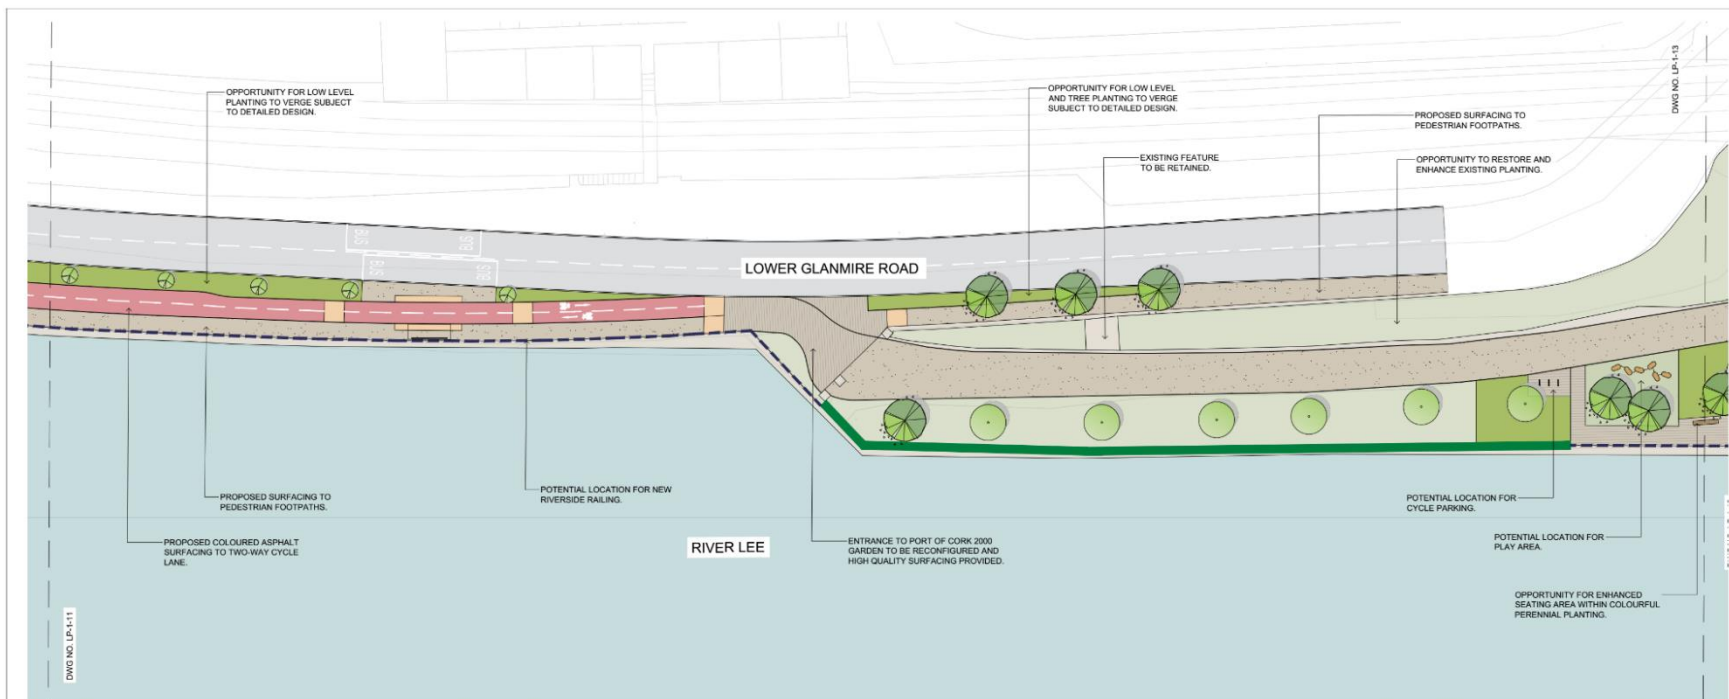 OPPORTUNITY FOR LOW LEVEL
PLANTING TO VERGE SUBJECT
TO DETAILED DESIGN.
OPPORTUNITY FOR LOW LEVEL
AND TREE PLANTING TO VERGE
SUBJECT TO DETAILED DESIGN.
DWG NO. LP-1-13
PROPOSED SURFACING TO
PEDESTRIAN FOOTPATHS.
EXISTING FEATURE
TO BE RETAINED.
OPPORTUNITY TO RESTORE AND
ENHANCE EXISTING PLANTING.
BUS
BUS
BUS
BUS
LOWER GLANMIRE ROAD
PROPOSED SURFACING TO
PEDESTRIAN FOOTPATHS.
POTENTIAL LOCATION FOR NEW
RIVERSIDE RAILING.
POTENTIAL LOCATION FOR
CYCLE PARKING.
PROPOSED COLOURED ASPHALT
SURFACING TO TWO-WAY CYCLE
LANE.
RIVER LEE
ENTRANCE TO PORT OF CORK 2000
GARDEN TO BE RECONFIGURED AND
HIGH QUALITY SURFACING PROVIDED.
POTENTIAL LOCATION FOR
PLAY AREA.
OPPORTUNITY FOR ENHANCED
SEATING AREA WITHIN COLOURFUL
PERENNIAL PLANTING.
DWG NO. LP-1-11